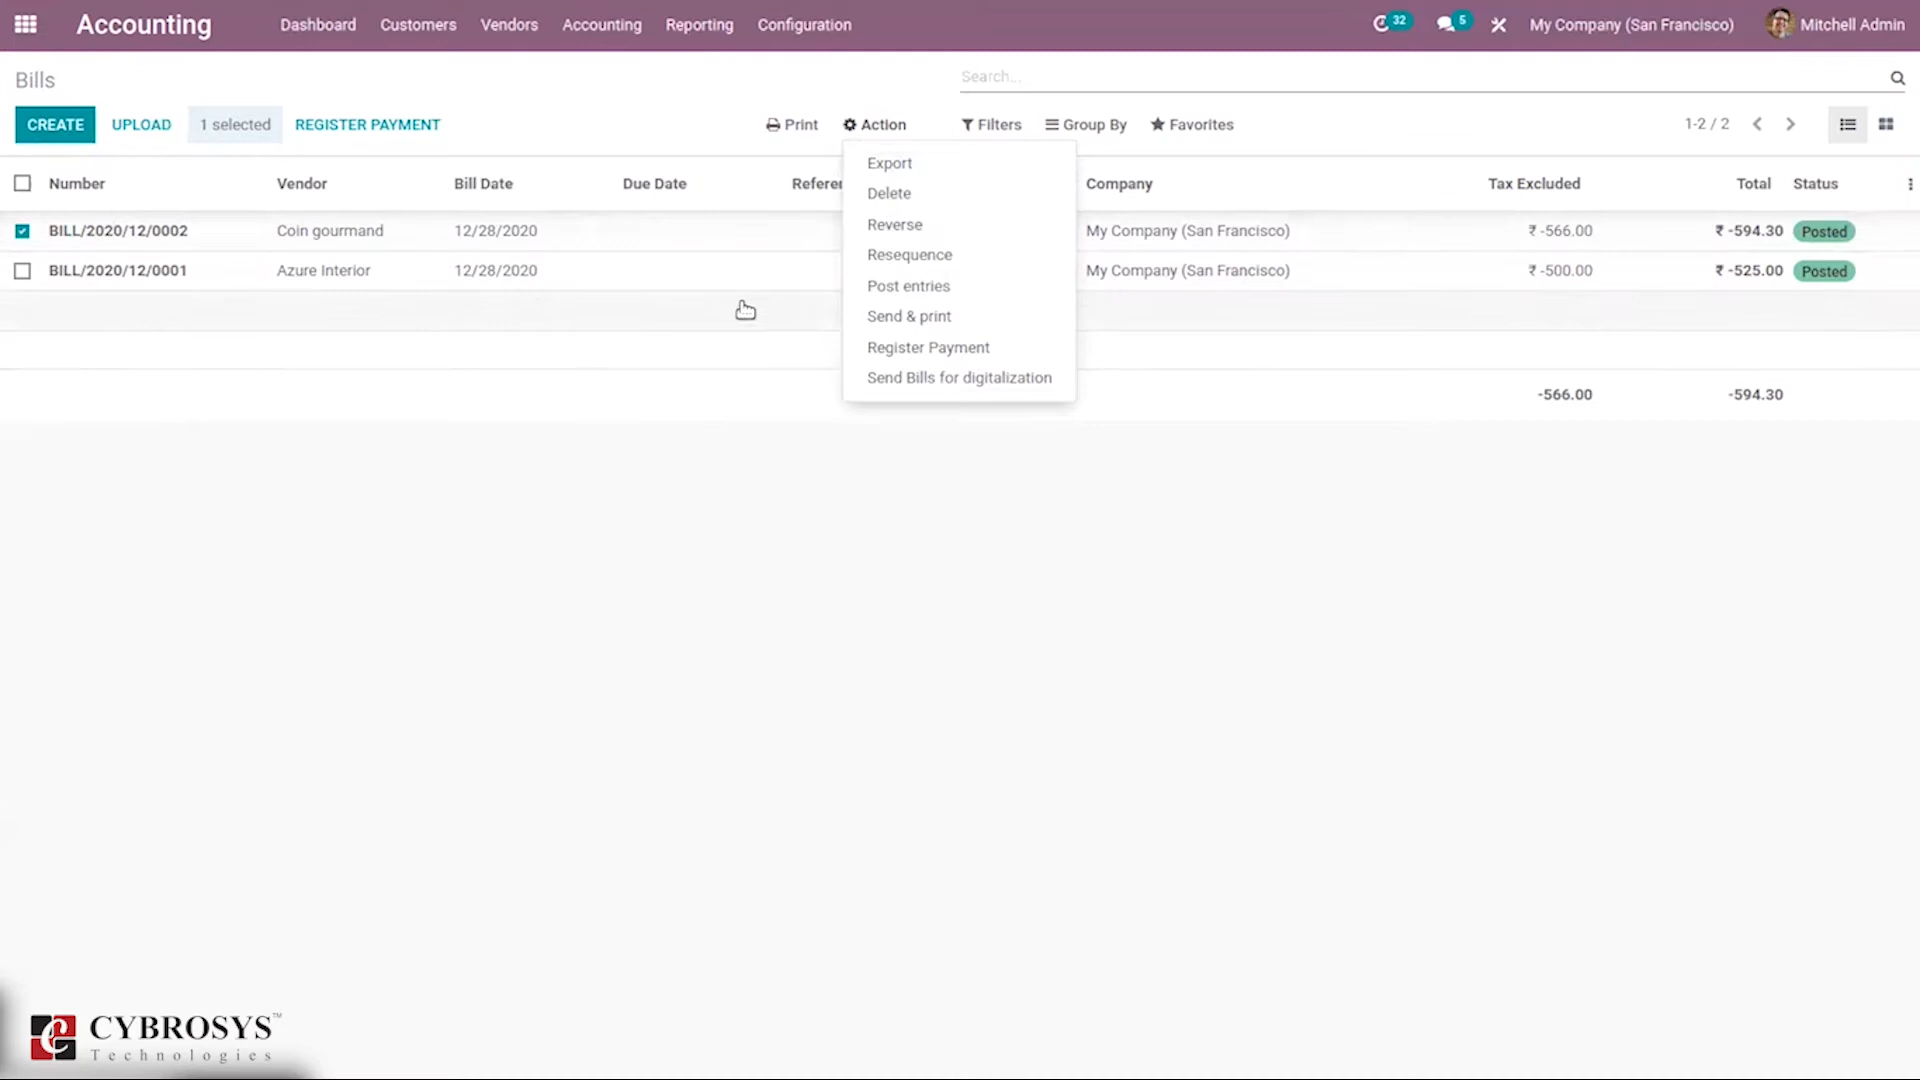 Accounting Dashboard Customers Vendors Accounting Reporting Configuration 32 5 My Company (San Francisco) Mitchell Admin
Bills Search...
CREATE UPLOAD 1 selected REGISTER PAYMENT Print Action Filters Group By Favorites 1-2 / 2
Export
Delete
Reverse
Resequence
Post entries
Send & print
Register Payment
Send Bills for digitalization
Number Vendor Bill Date Due Date Refere Company Tax Excluded Total Status
BILL/2020/12/0002 Coin gourmand 12/28/2020 My Company (San Francisco) ₹ -566.00 ₹ -594.30 Posted
BILL/2020/12/0001 Azure Interior 12/28/2020 My Company (San Francisco) ₹ -500.00 ₹ -525.00 Posted
-566.00 -594.30
CYBROSYS™
Technologies